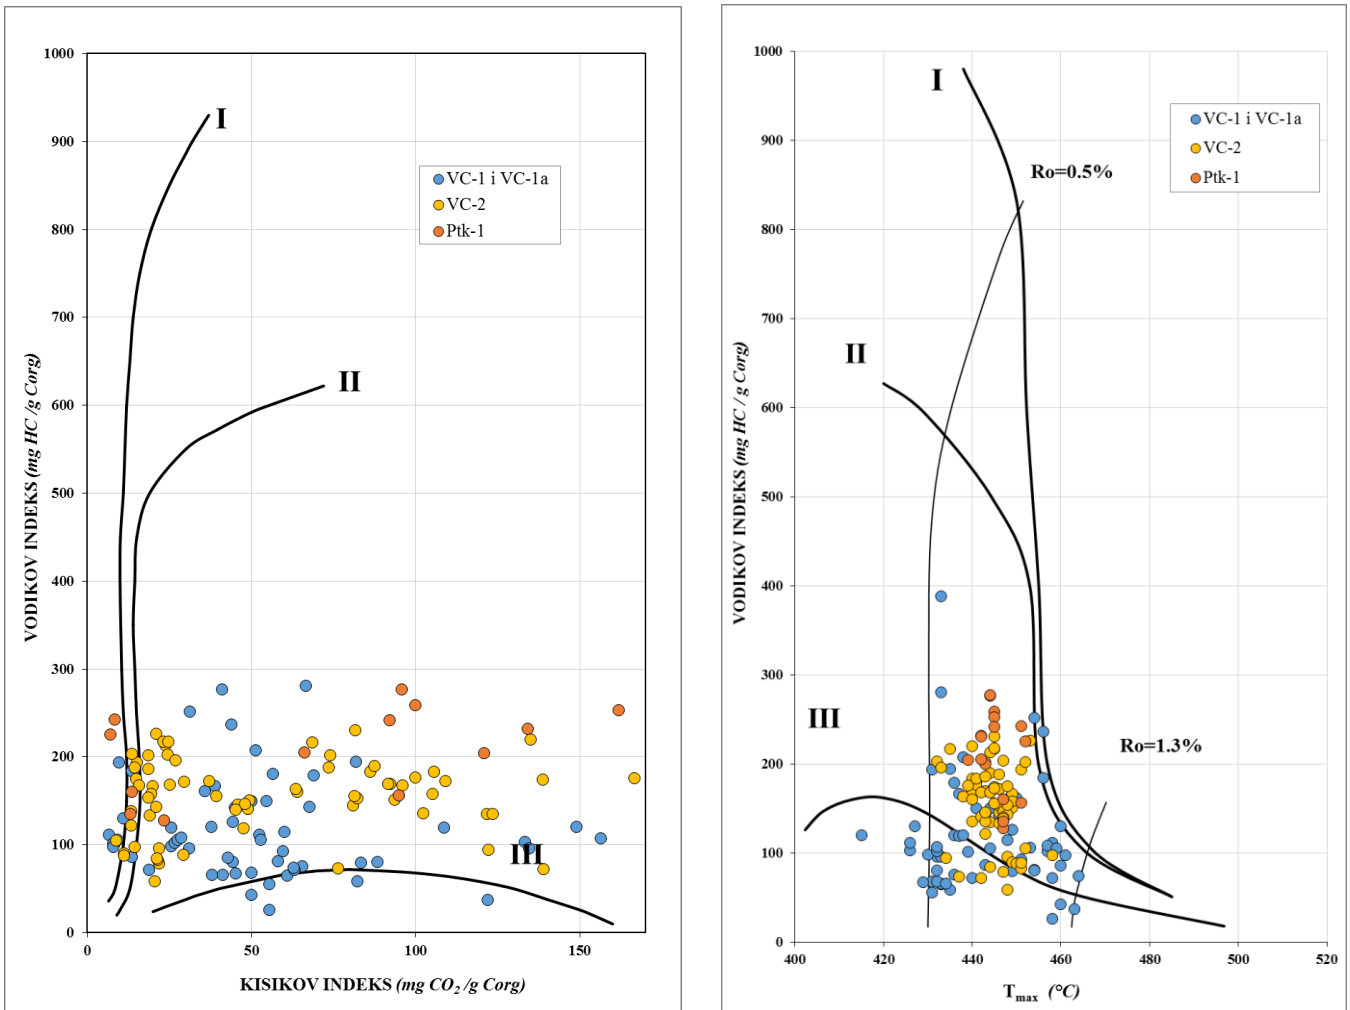 1000
900
800
700
600
500
400
300
200
100
0
0
50
100
150
VODIKOV INDEKS (mg HC /g Corg)
KISIKOV INDEKS (mg CO2 /g Corg)
I
II
III
VC-1 i VC-1a
VC-2
Ptk-1
1000
900
800
700
600
500
400
300
200
100
0
400
420
440
460
480
500
520
VODIKOV INDEKS (mg HC / g Corg)
Tmax (°C)
I
II
III
Ro=0.5%
Ro=1.3%
VC-1 i VC-1a
VC-2
Ptk-1